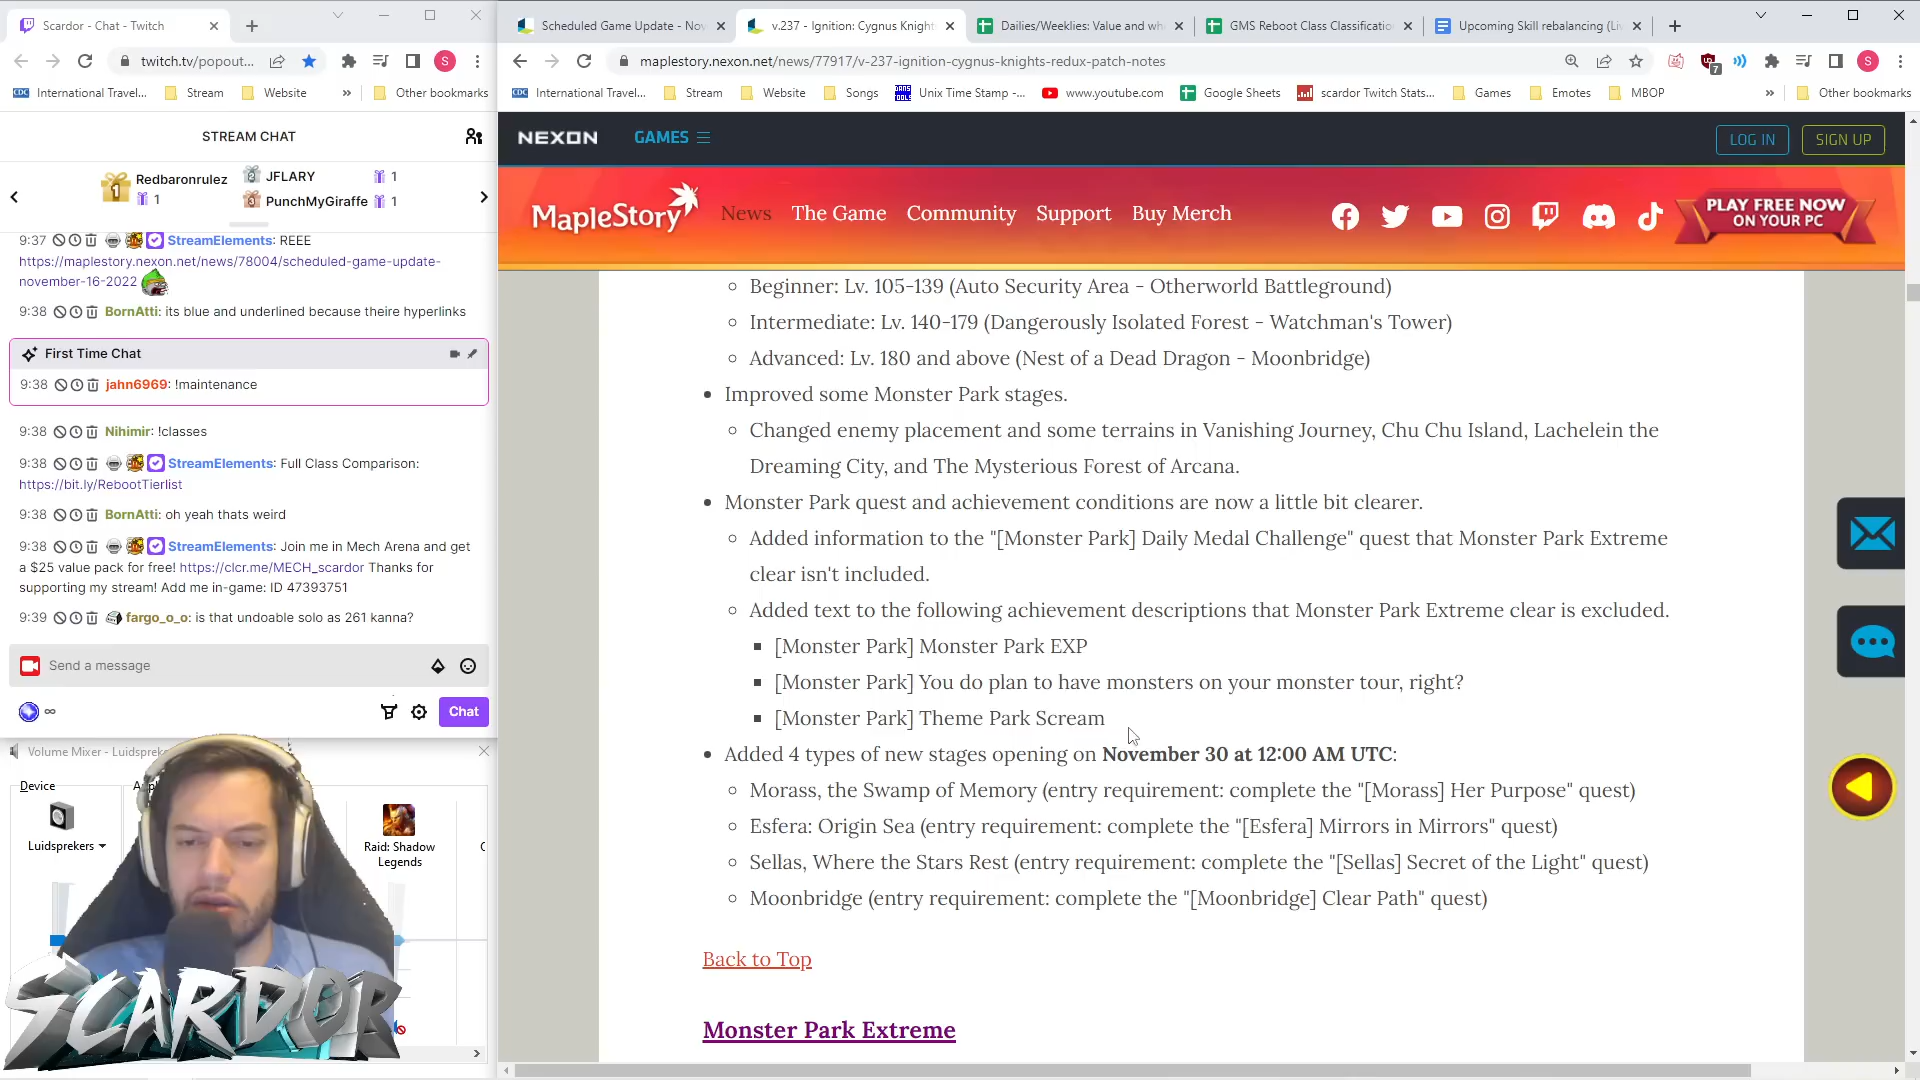 Scardor - Chat - Twitch
twitch.tv/popout...
International Travel...
Stream
Website
»
Other bookmarks
STREAM CHAT
1
Redbaronrulez
1
2
JFLARY
1
3
PunchMyGiraffe
1
9:37 StreamElements: REEE
https://maplestory.nexon.net/news/78004/scheduled-game-update-
november-16-2022
9:38 BornAtti: its blue and underlined because theire hyperlinks
First Time Chat
9:38 jahn6969: !maintenance
9:38 Nihimir: !classes
9:38 StreamElements: Full Class Comparison:
https://bit.ly/RebootTierlist
9:38 BornAtti: oh yeah thats weird
9:38 StreamElements: Join me in Mech Arena and get
a $25 value pack for free! https://clcr.me/MECH_scardor Thanks for
supporting my stream! Add me in-game: ID 47393751
9:39 fargo_o_o: is that undoable solo as 261 kanna?
Send a message
∞
Chat
Volume Mixer - Luidspreke
Device
Luidsprekers
Raid: Shadow
Legends
SCARDOR
Scheduled Game Update - Nov
v.237 - Ignition: Cygnus Knight
Dailies/Weeklies: Value and wh
GMS Reboot Class Classificatio
Upcoming Skill rebalancing (Liv
maplestory.nexon.net/news/77917/v-237-ignition-cygnus-knights-redux-patch-notes
7
S
CDC International Travel...
Stream
Website
Songs
Unix Time Stamp -...
www.youtube.com
Google Sheets
scardor Twitch Stats...
Games
Emotes
MBOP
»
Other bookmarks
NEXON
GAMES
LOG IN
SIGN UP
MapleStory
News
The Game
Community
Support
Buy Merch
PLAY FREE NOW
ON YOUR PC
Beginner: Lv. 105-139 (Auto Security Area - Otherworld Battleground)
Intermediate: Lv. 140-179 (Dangerously Isolated Forest - Watchman's Tower)
Advanced: Lv. 180 and above (Nest of a Dead Dragon - Moonbridge)
Improved some Monster Park stages.
Changed enemy placement and some terrains in Vanishing Journey, Chu Chu Island, Lachelein the
Dreaming City, and The Mysterious Forest of Arcana.
Monster Park quest and achievement conditions are now a little bit clearer.
Added information to the "[Monster Park] Daily Medal Challenge" quest that Monster Park Extreme
clear isn't included.
Added text to the following achievement descriptions that Monster Park Extreme clear is excluded.
[Monster Park] Monster Park EXP
[Monster Park] You do plan to have monsters on your monster tour, right?
[Monster Park] Theme Park Scream
Added 4 types of new stages opening on November 30 at 12:00 AM UTC:
Morass, the Swamp of Memory (entry requirement: complete the "[Morass] Her Purpose" quest)
Esfera: Origin Sea (entry requirement: complete the "[Esfera] Mirrors in Mirrors" quest)
Sellas, Where the Stars Rest (entry requirement: complete the "[Sellas] Secret of the Light" quest)
Moonbridge (entry requirement: complete the "[Moonbridge] Clear Path" quest)
Back to Top
Monster Park Extreme